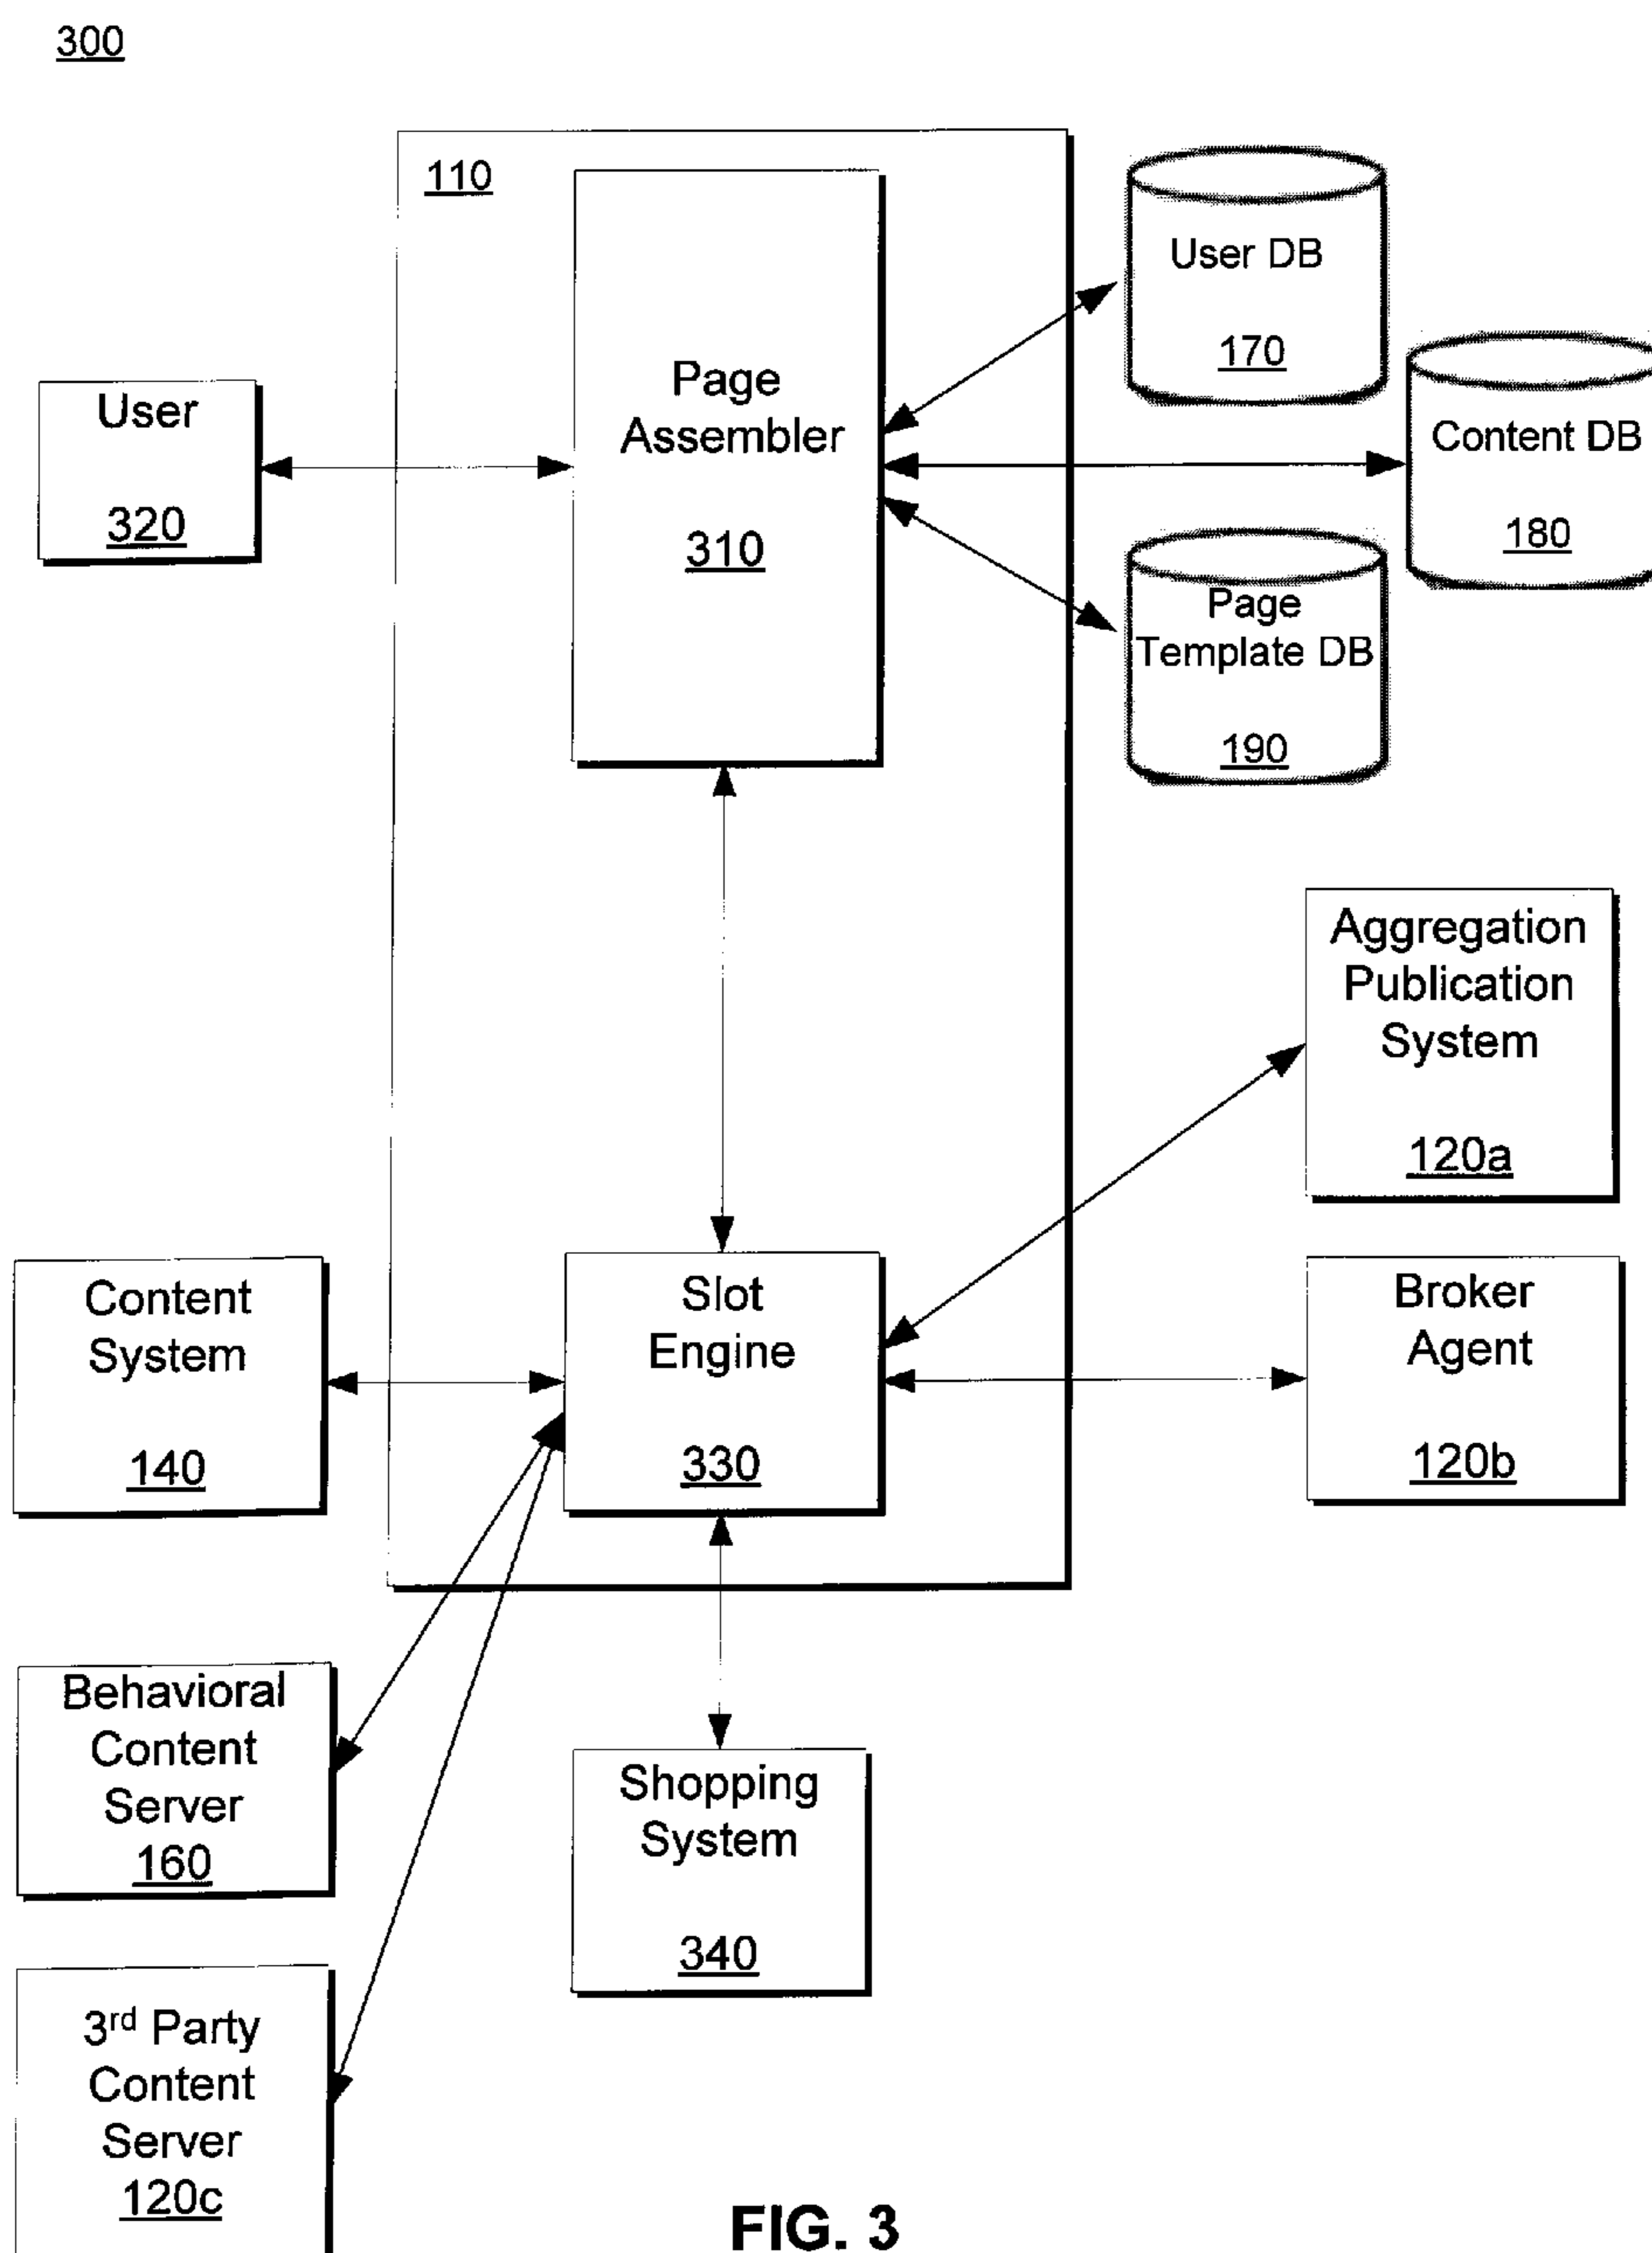 300
110
User DB
170
Page
Assembler
310
User
320
Content DB
180
Page
Template DB
190
Aggregation
Publication
System
120a
Content
System
140
Slot
Engine
330
Broker
Agent
120b
Behavioral
Content
Server
160
Shopping
System
340
3rd Party
Content
Server
120c
FIG. 3